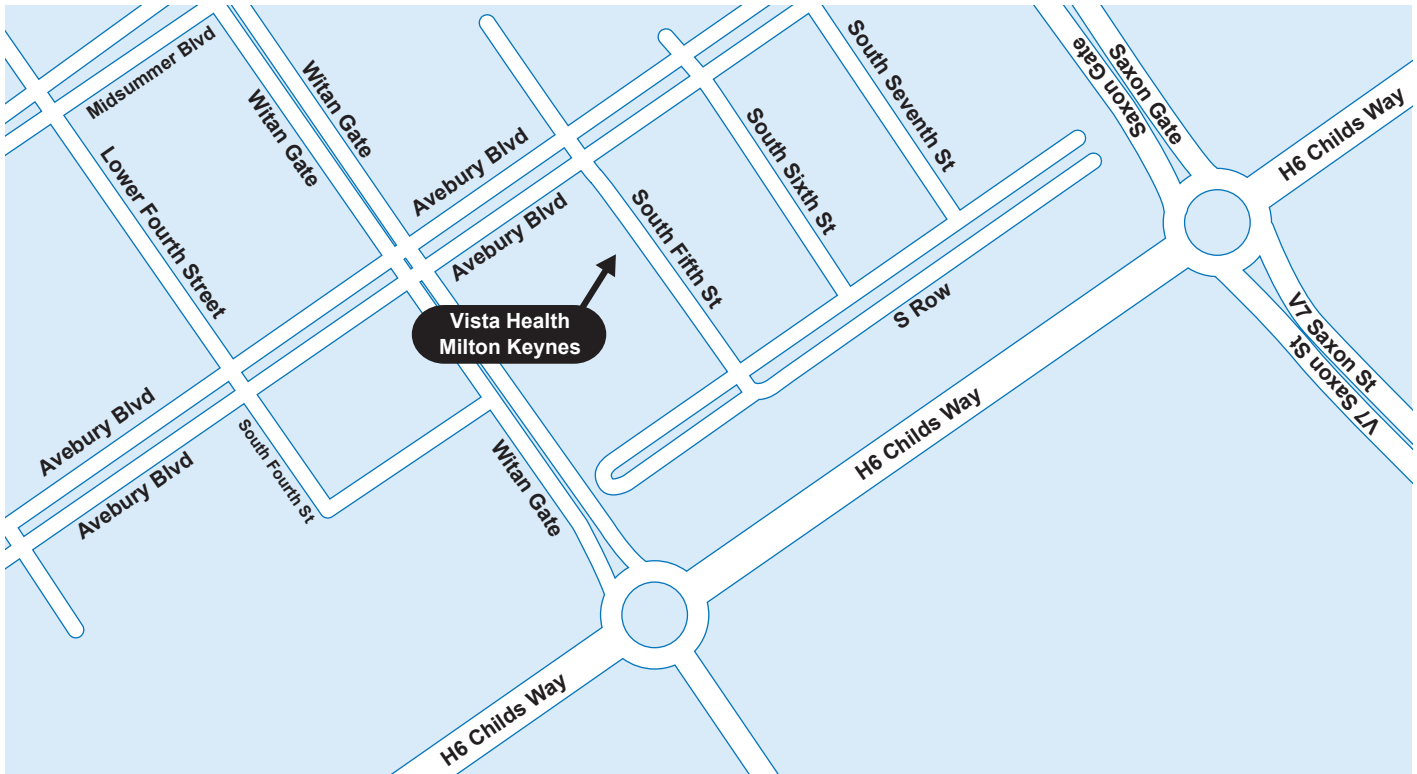 Midsummer Blvd
Witan Gate
Witan Gate
Lower Fourth Street
Avebury Blvd
Avebury Blvd
South Fifth St
South Sixth St
South Seventh St
Saxon Gate
Saxon Gate
H6 Childs Way
Vista Health
Milton Keynes
S Row
V7 Saxon St
V7 Saxon St
Avebury Blvd
Avebury Blvd
South Fourth St
Witan Gate
H6 Childs Way
H6 Childs Way